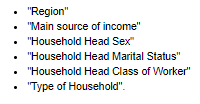 • "Region"
• "Main source of income"
• "Household Head Sex"
• "Household Head Marital Status"
• "Household Head Class of Worker"
• "Type of Household".